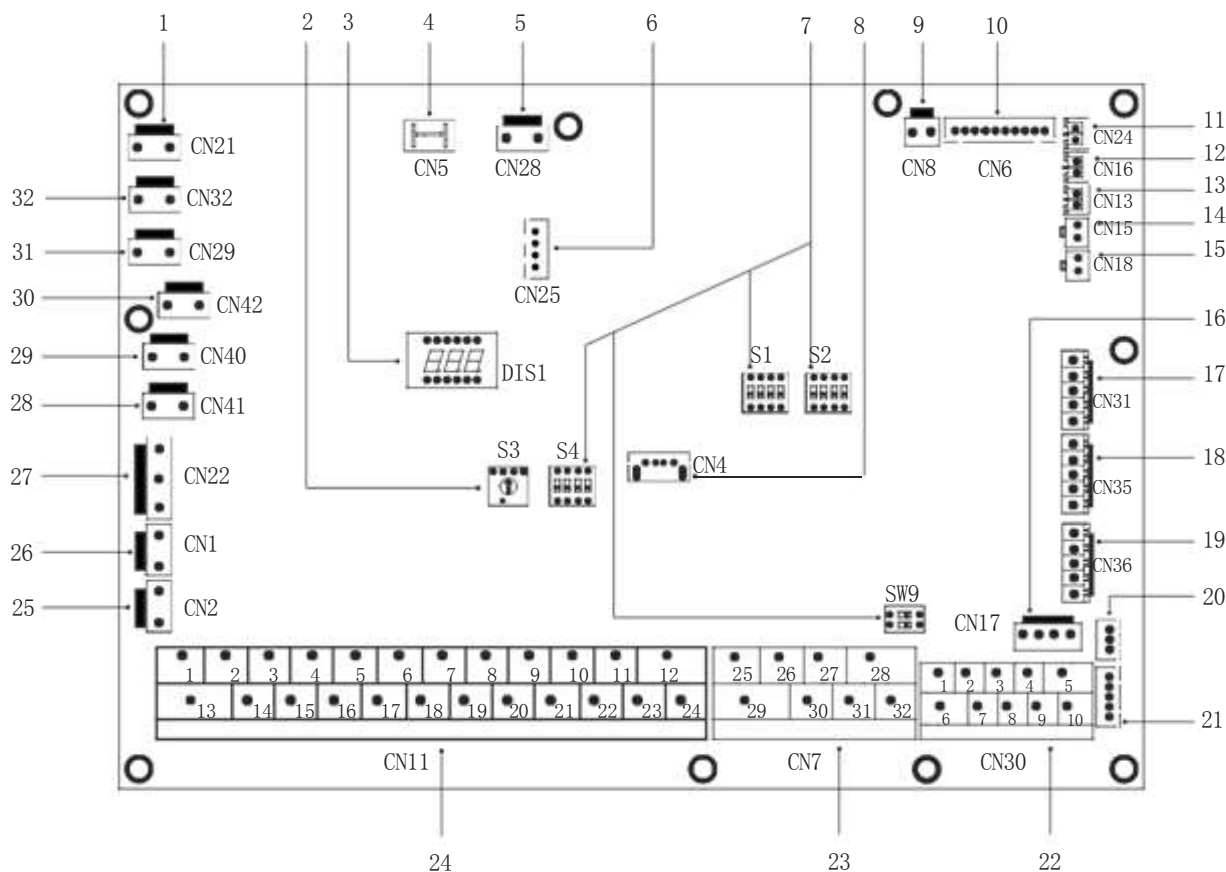 1
2
3
4
5
6
7
8
9
10
CN21
CN5
CN28
CN8
CN6
CN24
11
CN16
12
32
CN32
CN13
13
CN15
14
31
CN29
CN18
15
CN25
30
CN42
16
29
CN40
DIS1
S1
S2
17
28
CN41
CN31
27
CN22
S3
S4
CN4
18
CN35
26
CN1
19
CN36
25
CN2
SW9
CN17
20
1 2 3 4 5 6 7 8 9 10 11 12
25 26 27 28
1 2 3 4 5
13 14 15 16 17 18 19 20 21 22 23 24
29 30 31 32
6 7 8 9 10
21
CN11
CN7
CN30
24
23
22